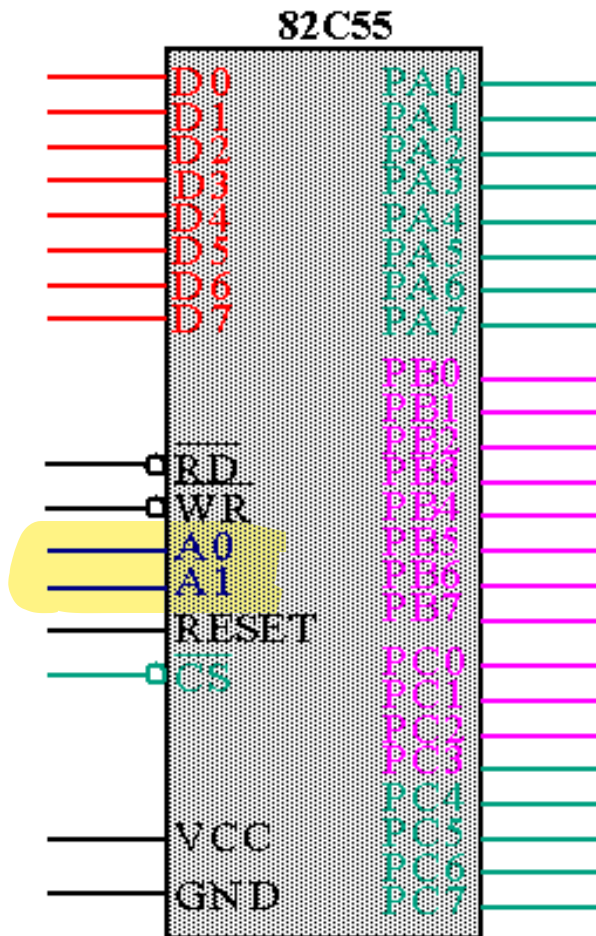 82C55
D0
D1
D2
D3
D4
D5
D6
D7
RD
WR
A0
A1
RESET
CS
VCC
GND
PA0
PA1
PA2
PA3
PA4
PA5
PA6
PA7
PB0
PB1
PB2
PB3
PB4
PB5
PB6
PB7
PC0
PC1
PC2
PC3
PC4
PC5
PC6
PC7